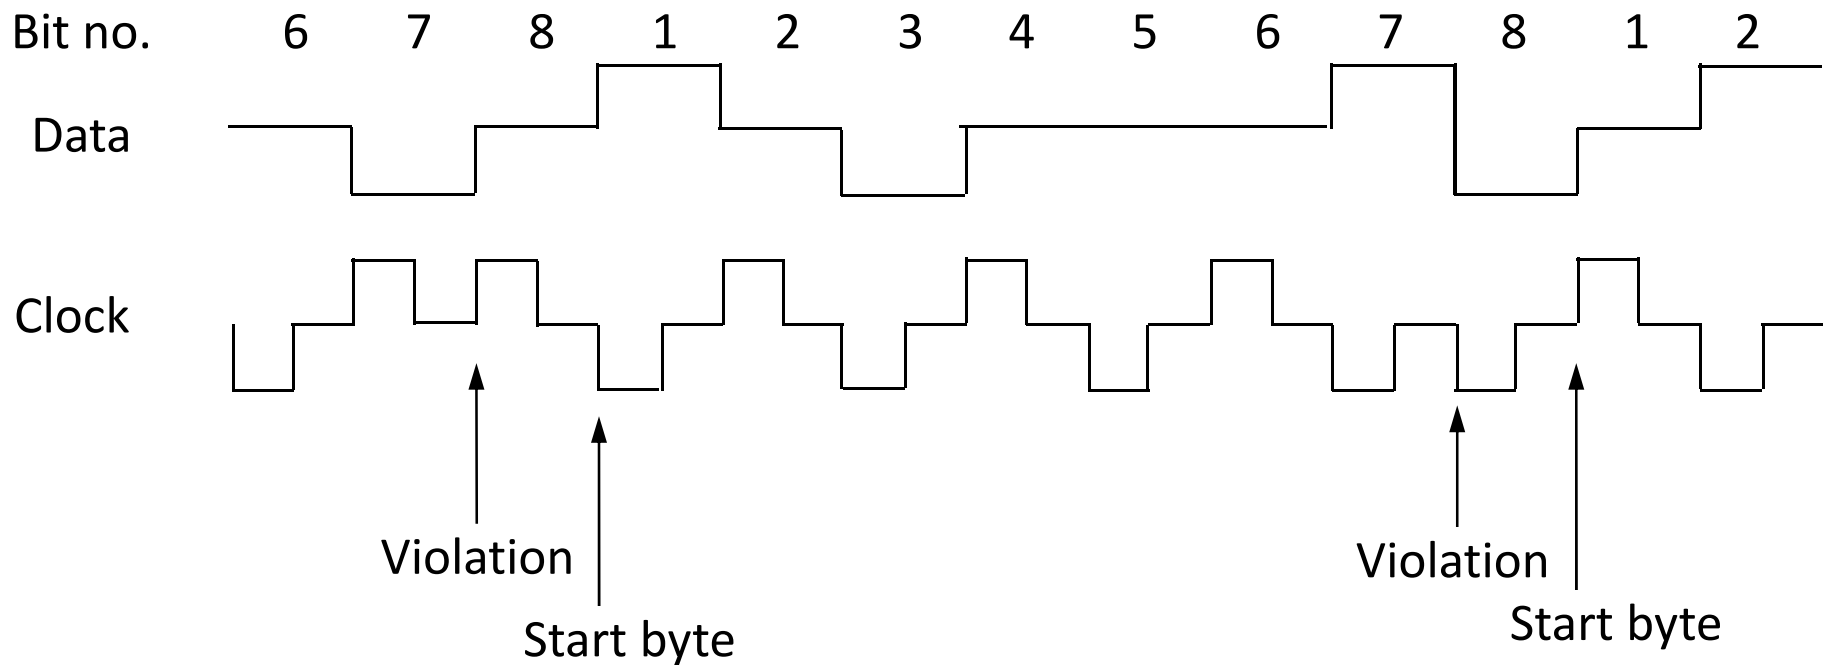 Bit no. 6 7 8 1 2 3 4 5 6 7 8 1 2
Data
Clock
Violation Violation
Start byte Start byte